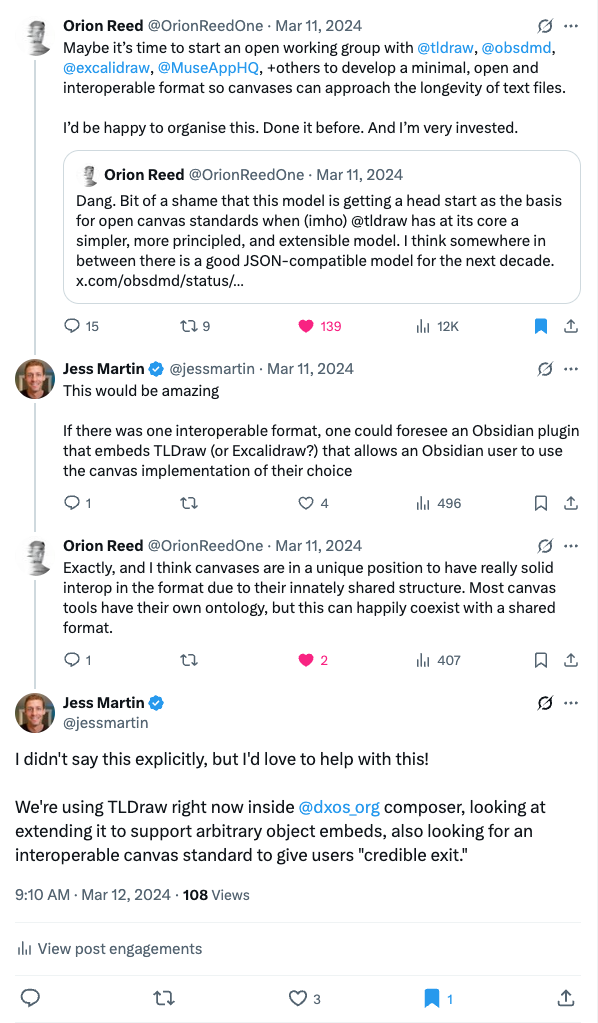 Orion Reed @OrionReedOne · Mar 11, 2024
Maybe it's time to start an open working group with @tldraw, @obsdmd,
@excalidraw, @MuseAppHQ, +others to develop a minimal, open and
interoperable format so canvases can approach the longevity of text files.
I'd be happy to organise this. Done it before. And I'm very invested.
Orion Reed @OrionReedOne · Mar 11, 2024
Dang. Bit of a shame that this model is getting a head start as the basis
for open canvas standards when (imho) @tldraw has at its core a
simpler, more principled, and extensible model. I think somewhere in
between there is a good JSON-compatible model for the next decade.
x.com/obsdmd/status/...
15 9 139 12K
Jess Martin @jessmartin · Mar 11, 2024
This would be amazing
If there was one interoperable format, one could foresee an Obsidian plugin
that embeds TLDraw (or Excalidraw?) that allows an Obsidian user to use
the canvas implementation of their choice
1 4 496
Orion Reed @OrionReedOne · Mar 11, 2024
Exactly, and I think canvases are in a unique position to have really solid
interop in the format due to their innately shared structure. Most canvas
tools have their own ontology, but this can happily coexist with a shared
format.
1 2 407
Jess Martin
@jessmartin
I didn't say this explicitly, but I'd love to help with this!
We're using TLDraw right now inside @dxos_org composer, looking at
extending it to support arbitrary object embeds, also looking for an
interoperable canvas standard to give users "credible exit."
9:10 AM · Mar 12, 2024 · 108 Views
View post engagements
3 1